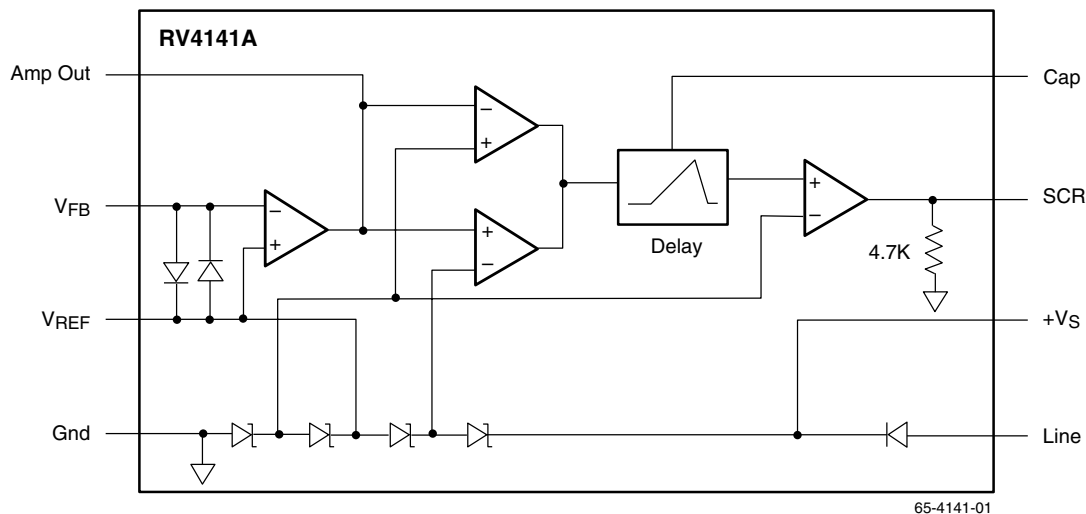 RV4141A
Amp Out
Cap
−
+
VFB
−
+
+
−
SCR
+
−
Delay
4.7K
VREF
+VS
Gnd
Line
65-4141-01